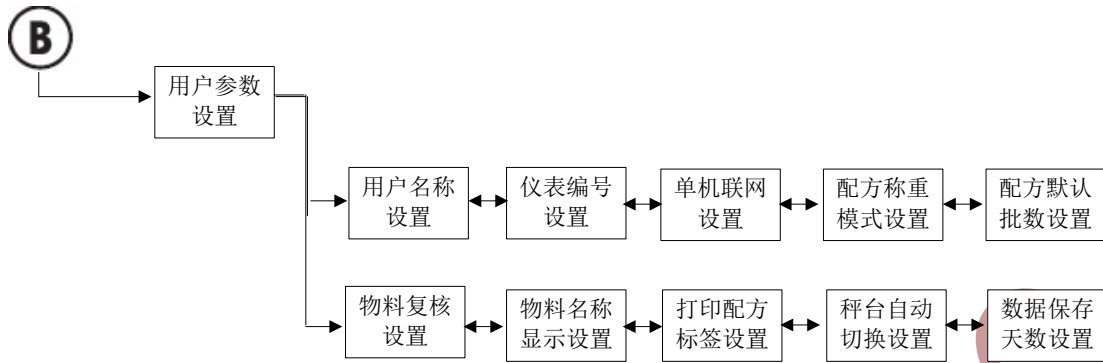 B
用户参数
设置
用户名称
设置
仪表编号
设置
单机联网
设置
配方称重
模式设置
配方默认
批数设置
物料复核
设置
物料名称
显示设置
打印配方
标签设置
秤台自动
切换设置
数据保存
天数设置